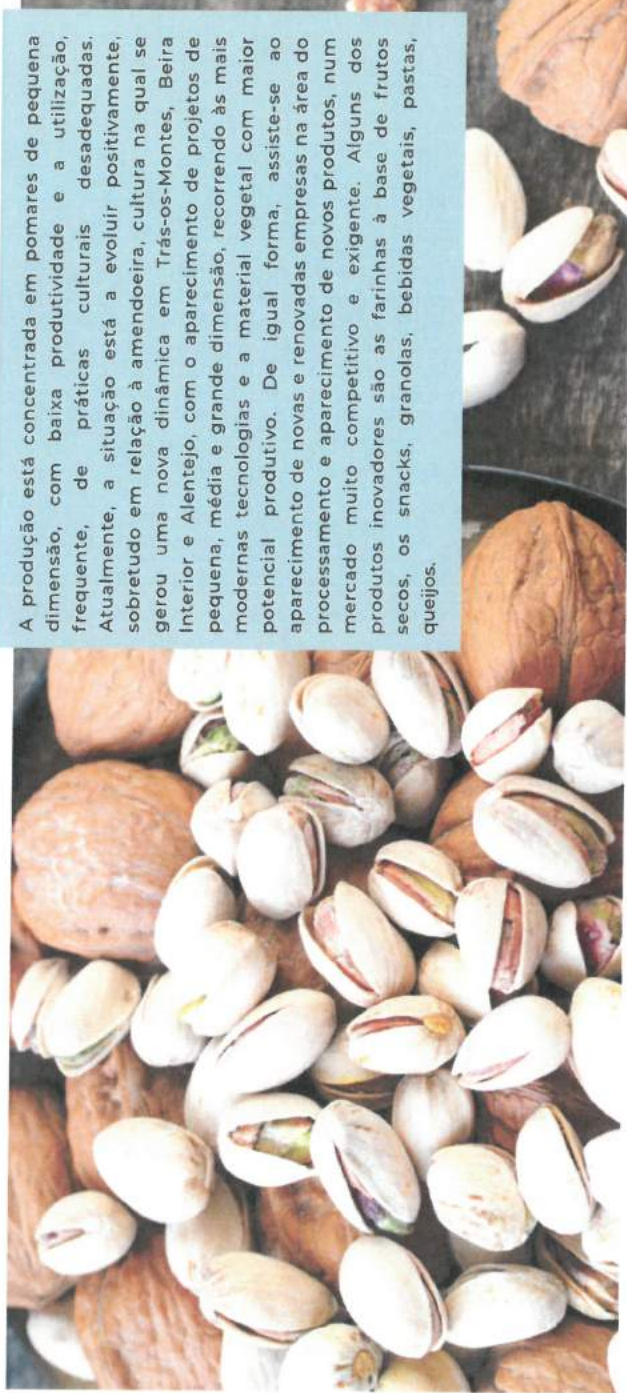 A produção está concentrada em pomares de pequena
dimensão, com baixa produtividade e a utilização,
frequente, de práticas culturais desadequadas.
Atualmente, a situação está a evoluir positivamente,
sobretudo em relação à amendoeira, cultura na qual se
gerou uma nova dinâmica em Trás-os-Montes, Beira
Interior e Alentejo, com o aparecimento de projetos de
pequena, média e grande dimensão, recorrendo às mais
modernas tecnologias e a material vegetal com maior
potencial produtivo. De igual forma, assiste-se ao
aparecimento de novas e renovadas empresas na área do
processamento e aparecimento de novos produtos, num
mercado muito competitivo e exigente. Alguns dos
produtos inovadores são as farinhas à base de frutos
secos, os snacks, granolas, bebidas vegetais, pastas,
queijos.